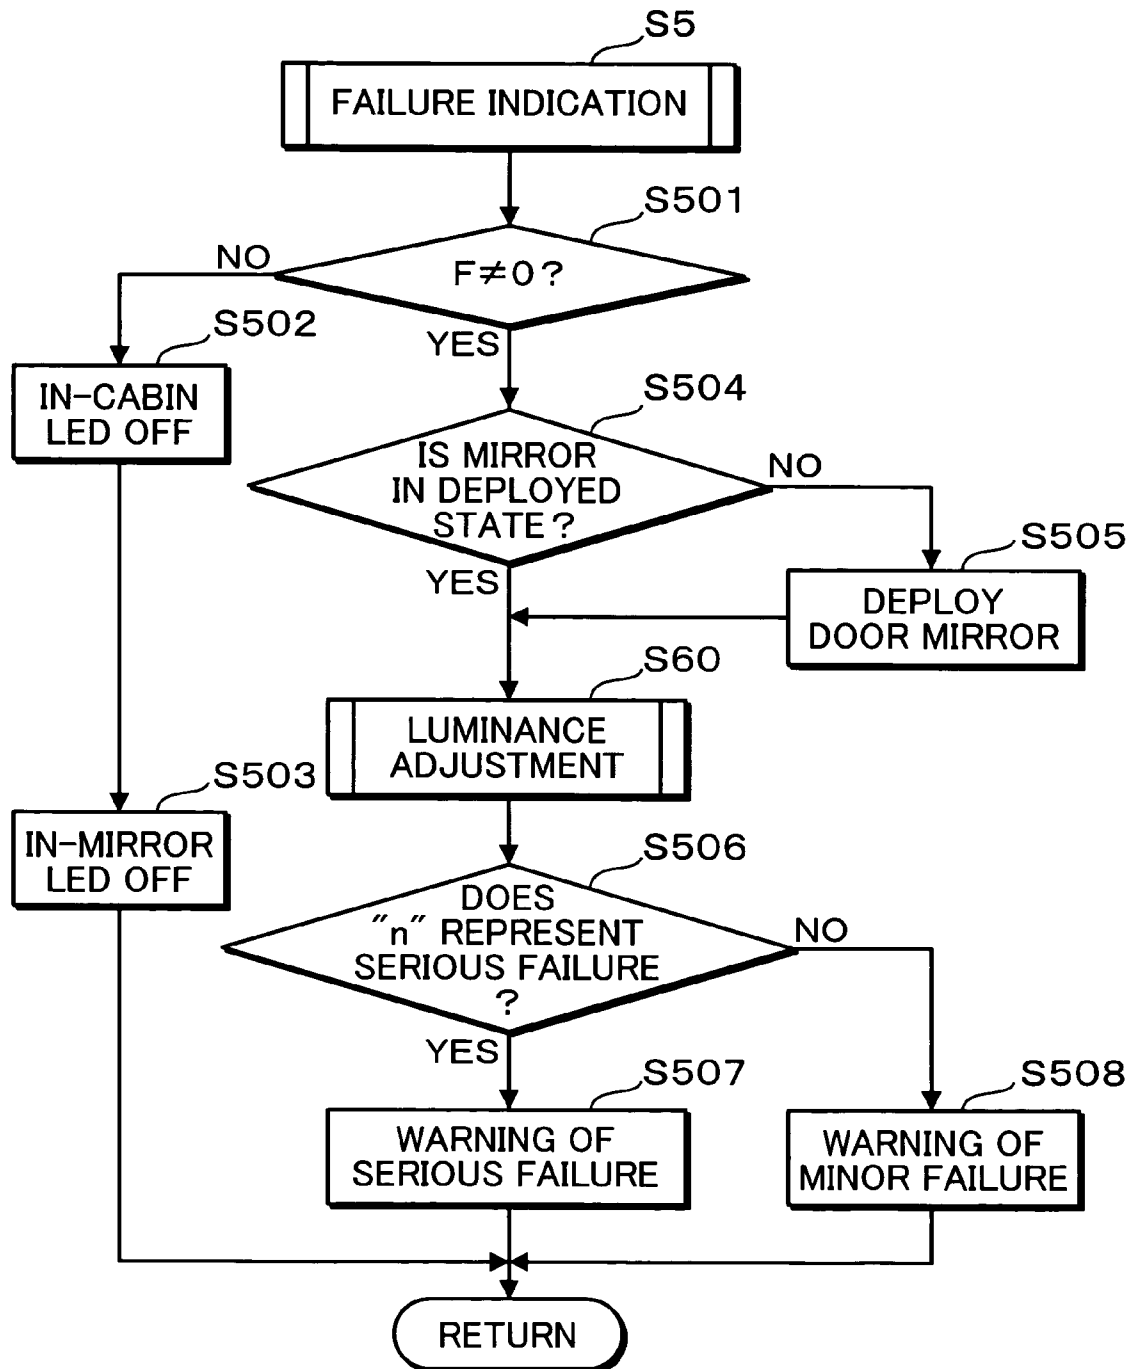 S5
FAILURE INDICATION
S501
F≠0?
NO
YES
S502
IN-CABIN
LED OFF
S504
IS MIRROR
IN DEPLOYED
STATE?
NO
YES
S505
DEPLOY
DOOR MIRROR
S60
LUMINANCE
ADJUSTMENT
S503
IN-MIRROR
LED OFF
S506
DOES
"n" REPRESENT
SERIOUS FAILURE
?
NO
YES
S507
WARNING OF
SERIOUS FAILURE
S508
WARNING OF
MINOR FAILURE
RETURN